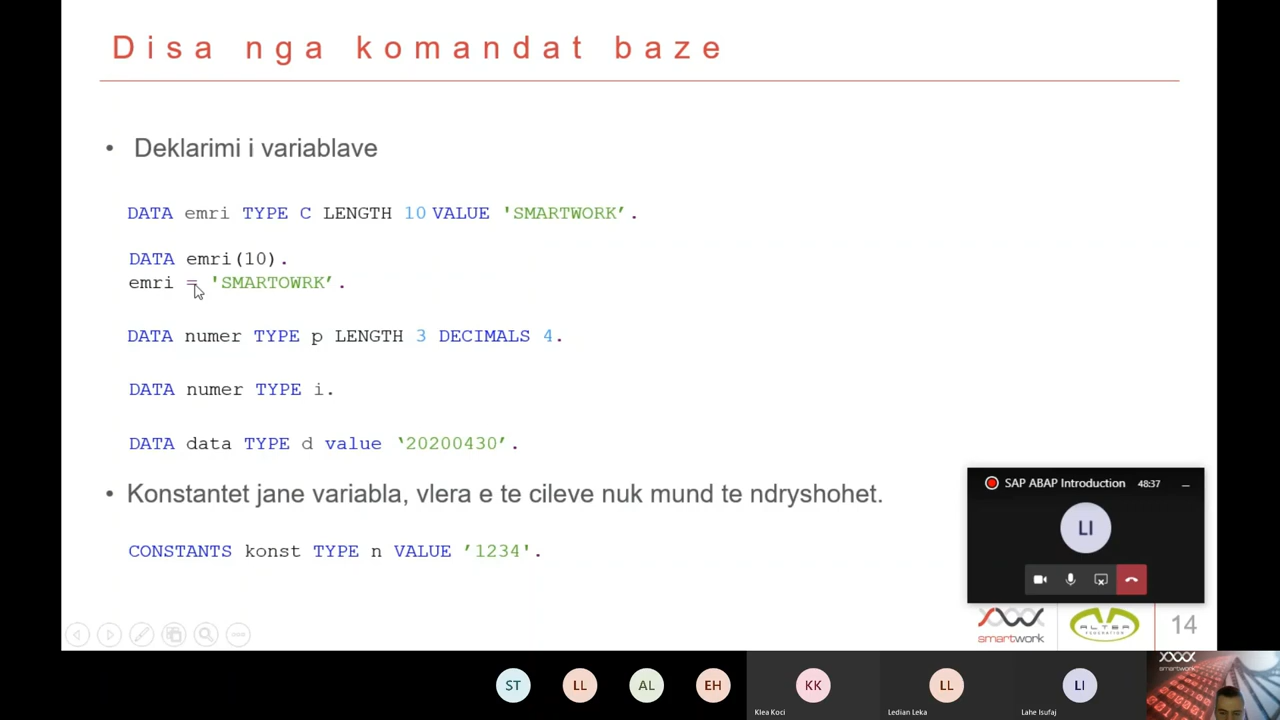 Disa nga komandat baze
• Deklarimi i variablave
DATA emri TYPE C LENGTH 10 VALUE 'SMARTWORK’.
DATA emri(10).
emri = 'SMARTOWRK’.
DATA numer TYPE p LENGTH 3 DECIMALS 4.
DATA numer TYPE i.
DATA data TYPE d value ‘20200430’.
• Konstantet jane variabla, vlera e te cileve nuk mund te ndryshohet.
CONSTANTS konst TYPE n VALUE ’1234'.
SAP ABAP Introduction 48:37
LI
smartwork
ALTER
FEDERATION
14
ST LL AL EH KK LL LI
Klea Koci Ledian Leka Lahe Isufaj
smartwork